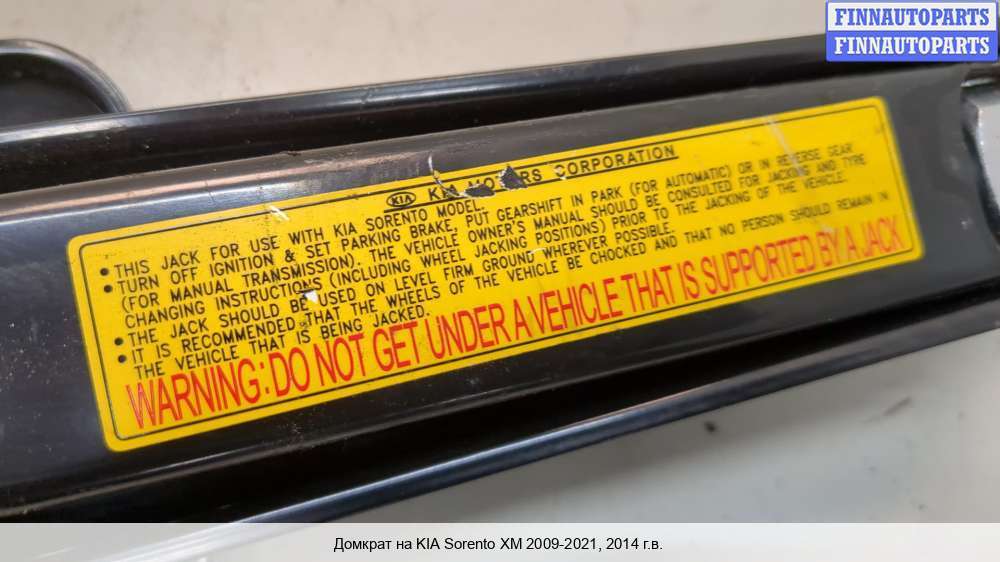 FINNAUTOPARTS
FINNAUTOPARTS
KIA KIA MOTORS CORPORATION
• THIS JACK FOR USE WITH KIA SORENTO MODEL.
• TURN OFF IGNITION & SET PARKING BRAKE, PUT GEARSHIFT IN PARK (FOR AUTOMATIC) OR IN REVERSE GEAR
(FOR MANUAL TRANSMISSION). THE VEHICLE OWNER'S MANUAL SHOULD BE CONSULTED FOR JACKING AND TYRE
CHANGING INSTRUCTIONS (INCLUDING WHEEL JACKING POSITIONS) PRIOR TO THE JACKING OF THE VEHICLE.
• THE JACK SHOULD BE USED ON LEVEL FIRM GROUND WHEREVER POSSIBLE.
• IT IS RECOMMENDED THAT THE WHEELS OF THE VEHICLE BE CHOCKED AND THAT NO PERSON SHOULD REMAIN IN
THE VEHICLE THAT IS BEING JACKED.
WARNING: DO NOT GET UNDER A VEHICLE THAT IS SUPPORTED BY A JACK
Домкрат на KIA Sorento XM 2009-2021, 2014 г.в.